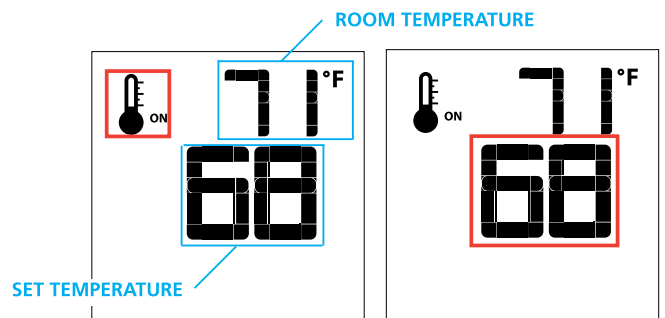 ROOM TEMPERATURE
71°F
ON
68
SET TEMPERATURE
71°F
ON
68